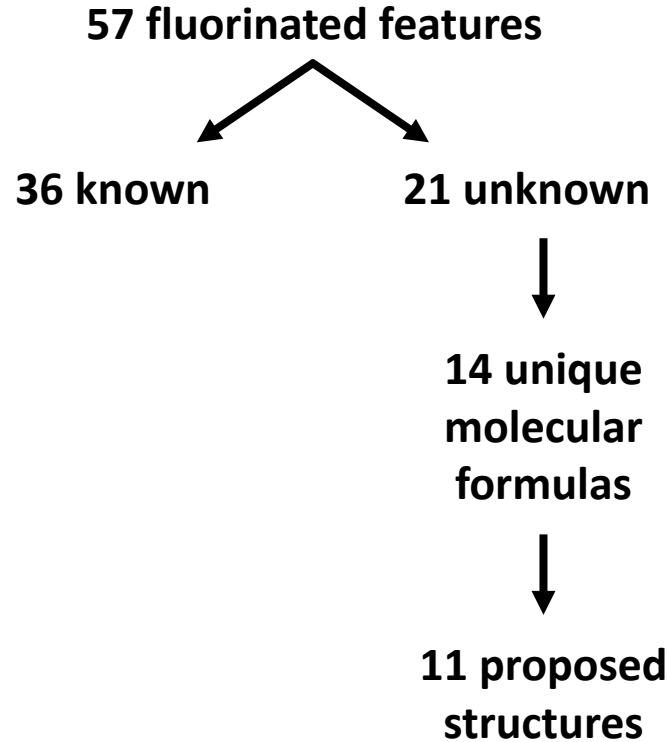 57 fluorinated features
36 known
21 unknown
14 unique
molecular
formulas
11 proposed
structures